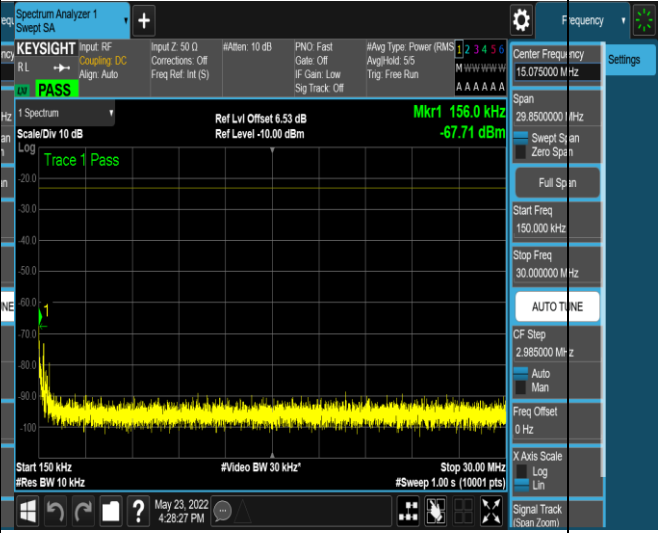 Spectrum Analyzer 1
Swept SA
+
Frequency
KEYSIGHT
RL
Align: Auto
LXI
PASS
Input: RF
Coupling: DC
Input Z: 50 Ω
Corrections: Off
Freq Ref: Int (S)
#Atten: 10 dB
PNO: Fast
Gate: Off
IF Gain: Low
Sig Track: Off
#Avg Type: Power (RMS
Avg|Hold: 5/5
Trig: Free Run
1 2 3 4 5 6
M W W W W W
A A A A A A
1 Spectrum
Scale/Div 10 dB
Log
Ref Lvl Offset 6.53 dB
Ref Level -10.00 dBm
Mkr1 156.0 kHz
-67.71 dBm
Trace 1 Pass
-20.0
-30.0
-40.0
-50.0
-60.0
1
-70.0
-80.0
-90.0
-100
Start 150 kHz
#Res BW 10 kHz
#Video BW 30 kHz*
Stop 30.00 MHz
#Sweep 1.00 s (10001 pts)
?
May 23, 2022
4:28:27 PM
Center Frequency
15.075000 MHz
Settings
Span
29.8500000 MHz
Swept Span
Zero Span
Full Span
Start Freq
150.000 kHz
Stop Freq
30.000000 MHz
AUTO TUNE
CF Step
2.985000 MHz
Auto
Man
Freq Offset
0 Hz
X Axis Scale
Log
Lin
Signal Track
(Span Zoom)